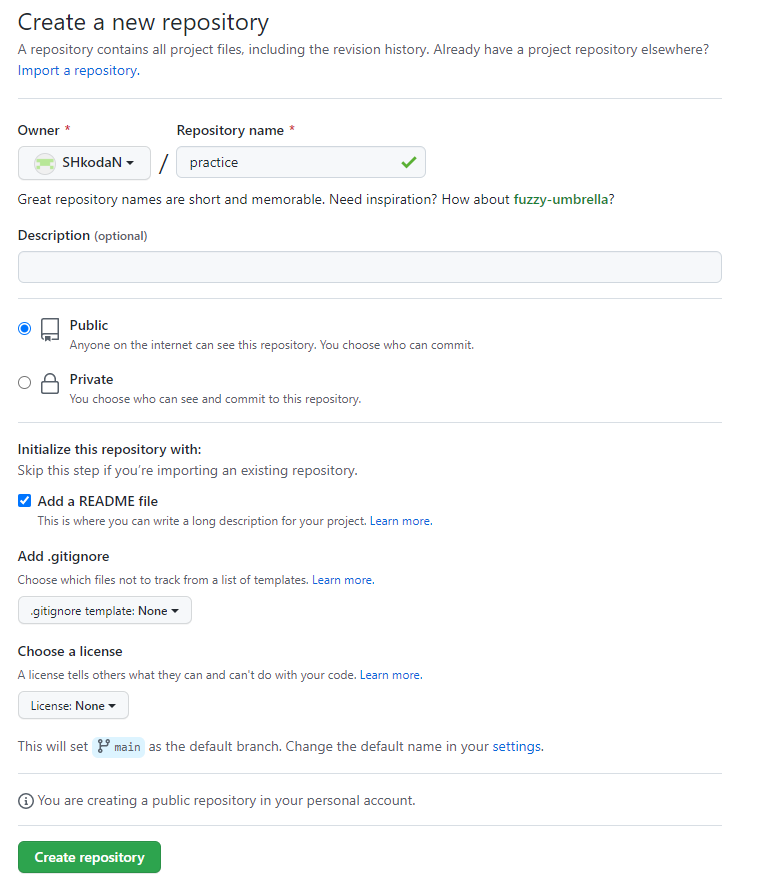 Create a new repository
A repository contains all project files, including the revision history. Already have a project repository elsewhere?
Import a repository.
Owner * Repository name *
SHkodaN / practice
Great repository names are short and memorable. Need inspiration? How about fuzzy-umbrella?
Description (optional)
Public
Anyone on the internet can see this repository. You choose who can commit.
Private
You choose who can see and commit to this repository.
Initialize this repository with:
Skip this step if you're importing an existing repository.
Add a README file
This is where you can write a long description for your project. Learn more.
Add .gitignore
Choose which files not to track from a list of templates. Learn more.
.gitignore template: None
Choose a license
A license tells others what they can and can't do with your code. Learn more.
License: None
This will set main as the default branch. Change the default name in your settings.
You are creating a public repository in your personal account.
Create repository